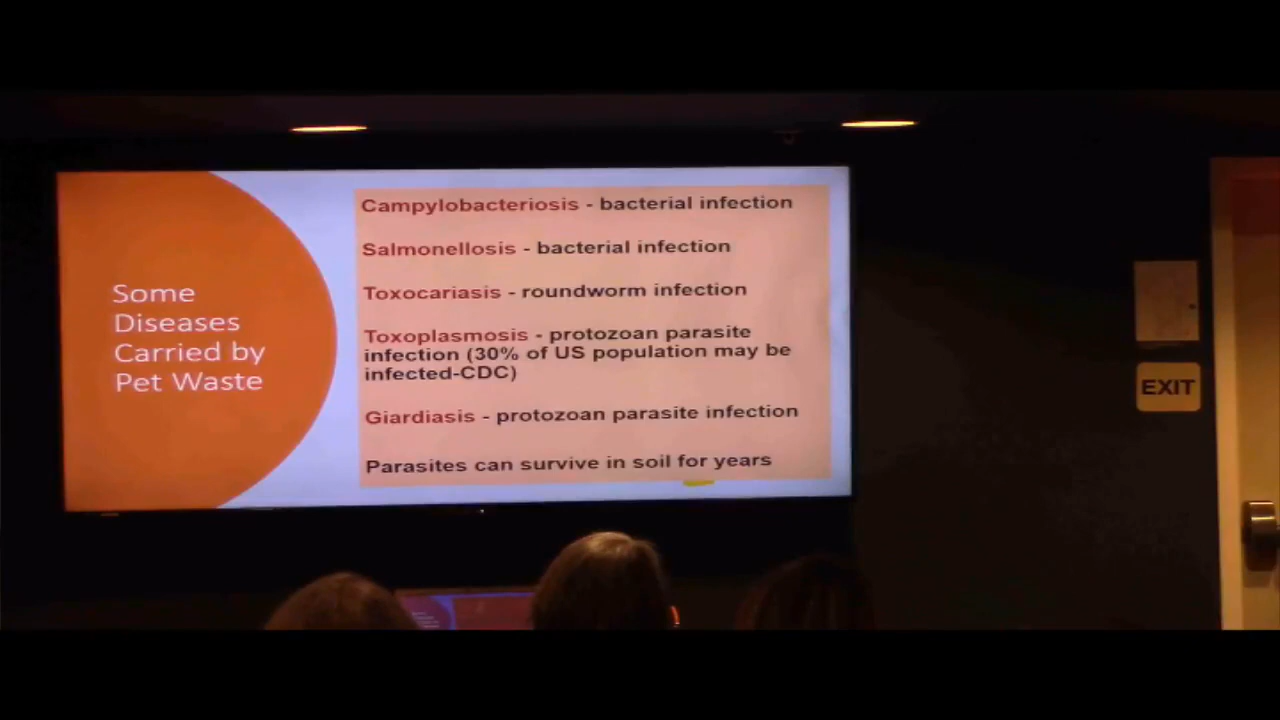 Some
Diseases
Carried by
Pet Waste
Campylobacteriosis - bacterial infection
Salmonellosis - bacterial infection
Toxocariasis - roundworm infection
Toxoplasmosis - protozoan parasite
infection (30% of US population may be
infected-CDC)
Giardiasis - protozoan parasite infection
Parasites can survive in soil for years
EXIT